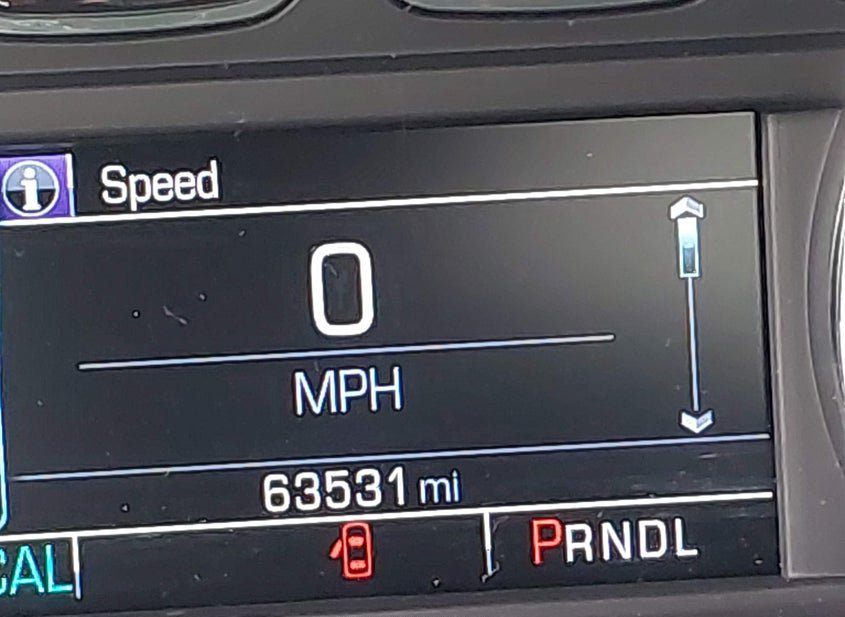 Speed
0
MPH
63531 mi
CAL
PRNDL